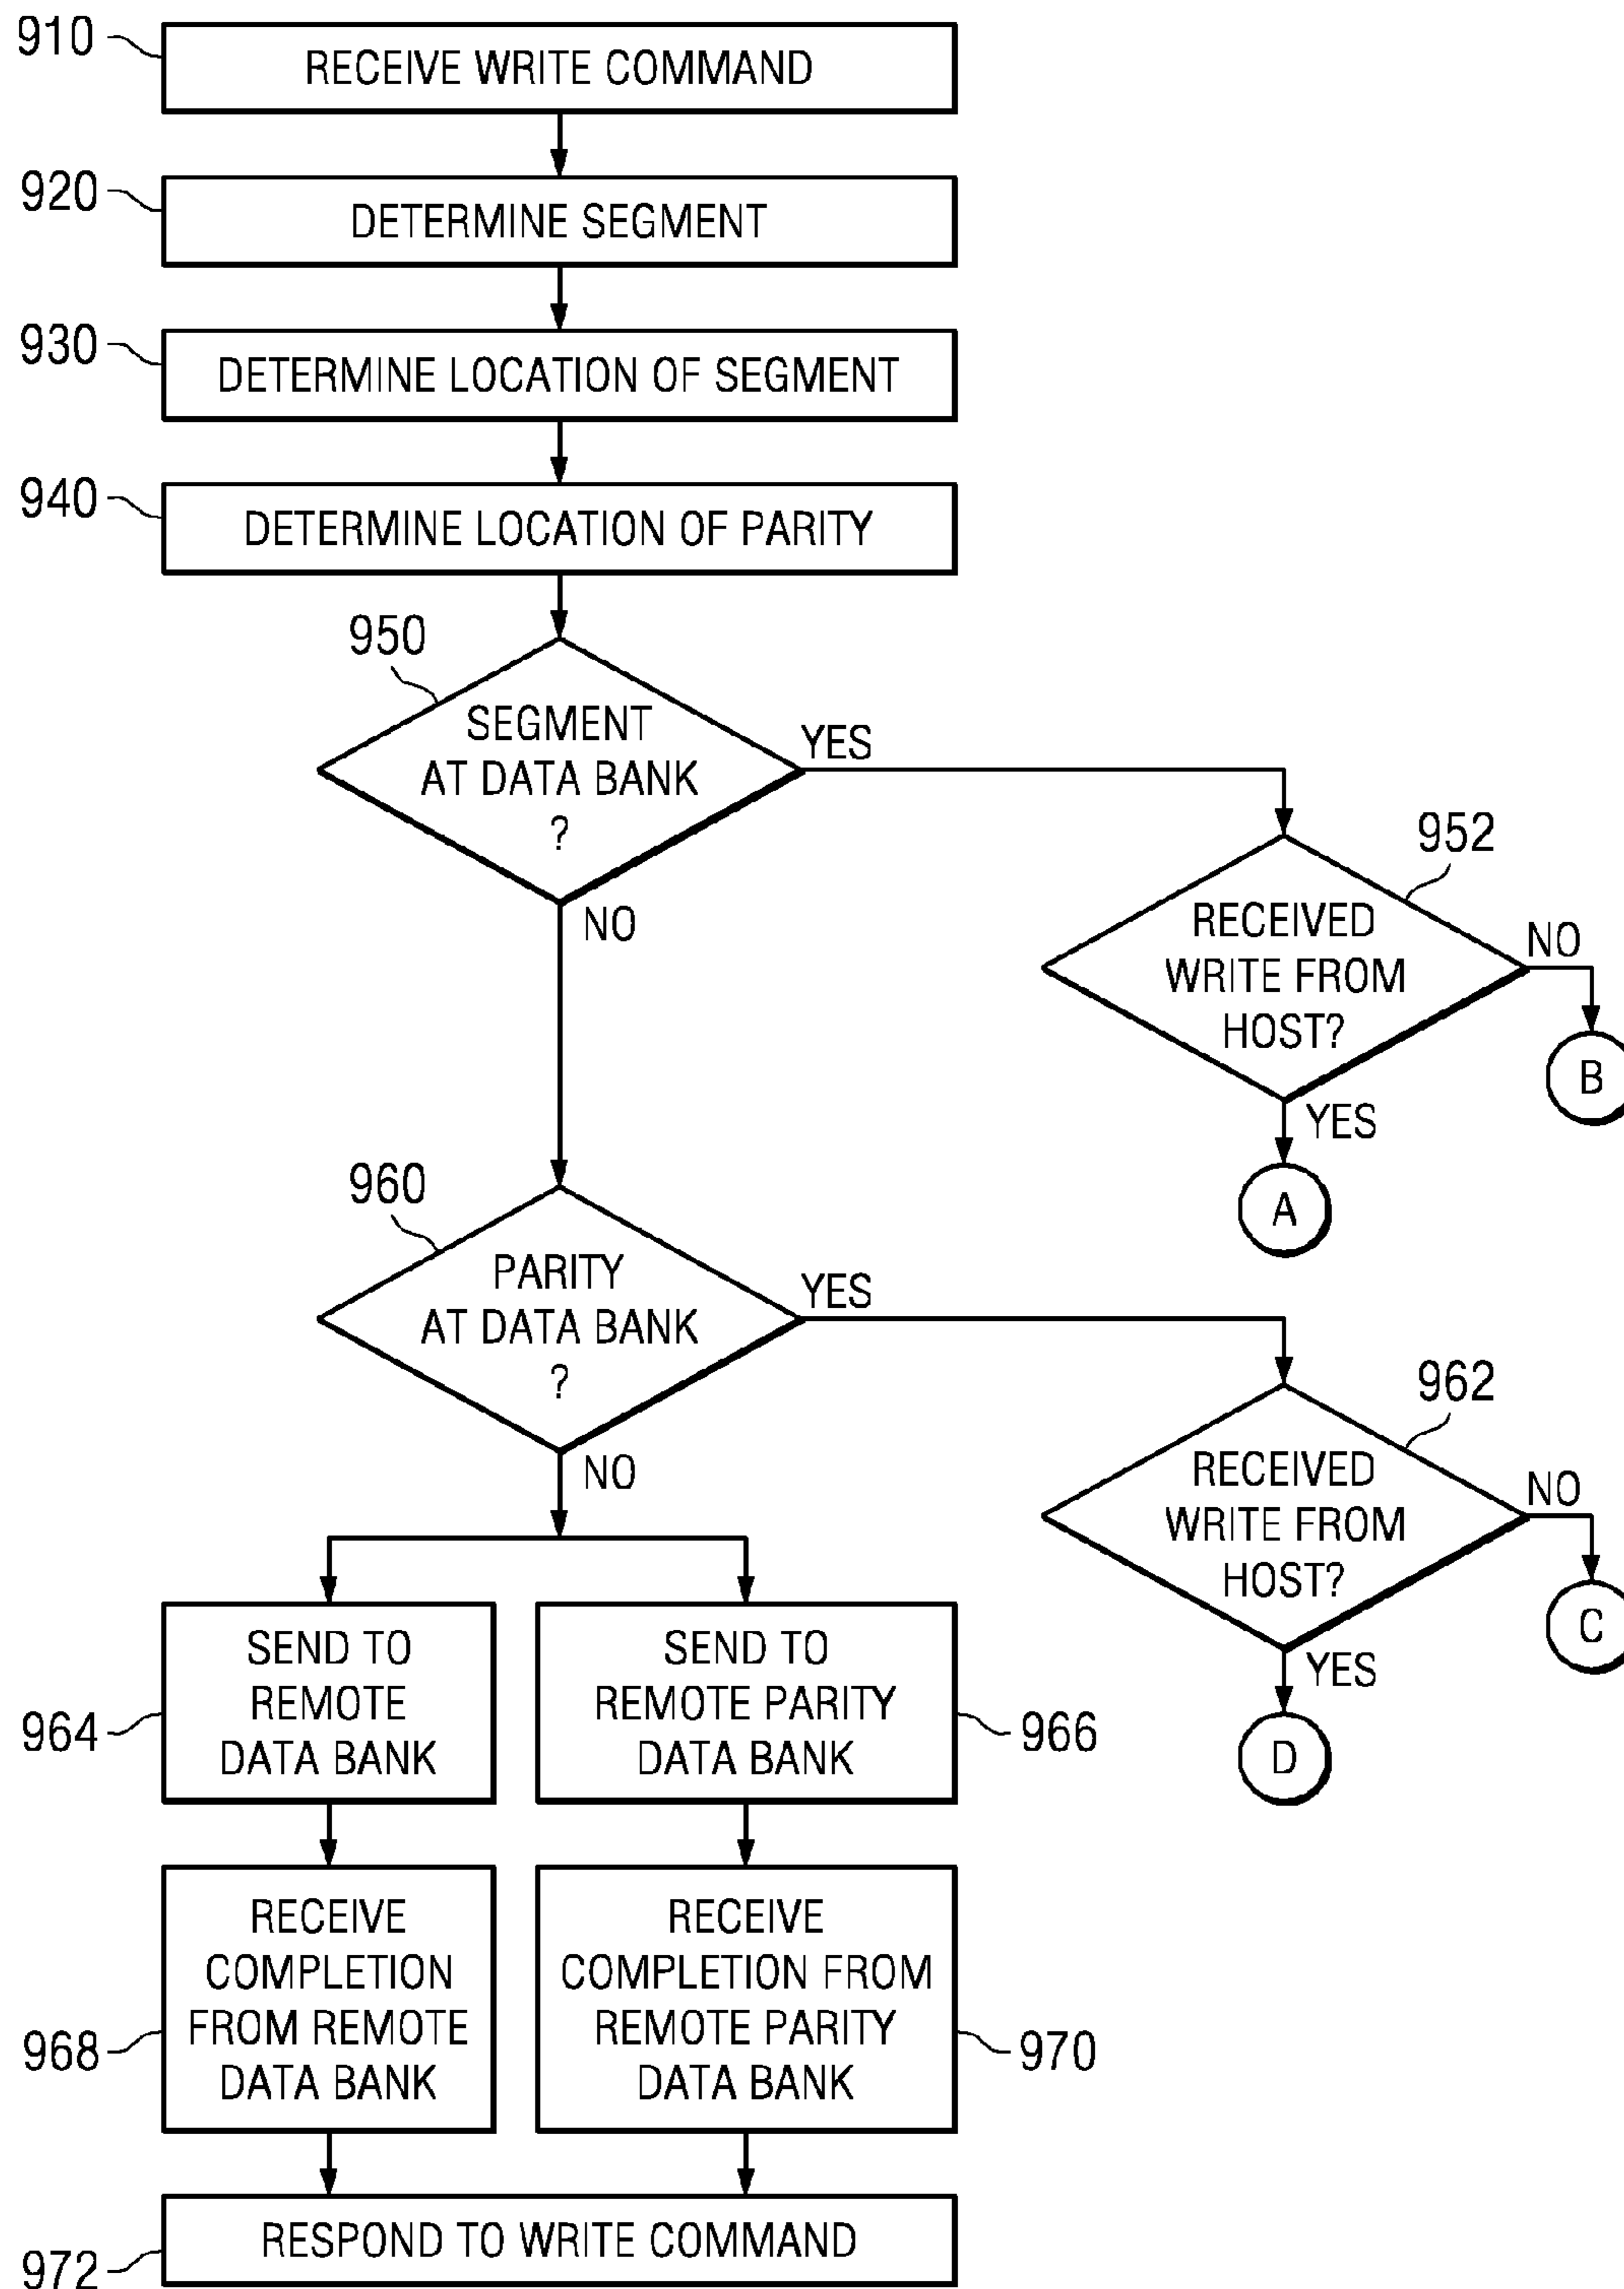 910
RECEIVE WRITE COMMAND
920
DETERMINE SEGMENT
930
DETERMINE LOCATION OF SEGMENT
940
DETERMINE LOCATION OF PARITY
950
SEGMENT
AT DATA BANK
?
YES
NO
952
RECEIVED
WRITE FROM
HOST?
NO
B
YES
A
960
PARITY
AT DATA BANK
?
YES
NO
962
RECEIVED
WRITE FROM
HOST?
NO
C
YES
D
964
SEND TO
REMOTE
DATA BANK
SEND TO
REMOTE PARITY
DATA BANK
966
968
RECEIVE
COMPLETION
FROM REMOTE
DATA BANK
RECEIVE
COMPLETION FROM
REMOTE PARITY
DATA BANK
970
972
RESPOND TO WRITE COMMAND